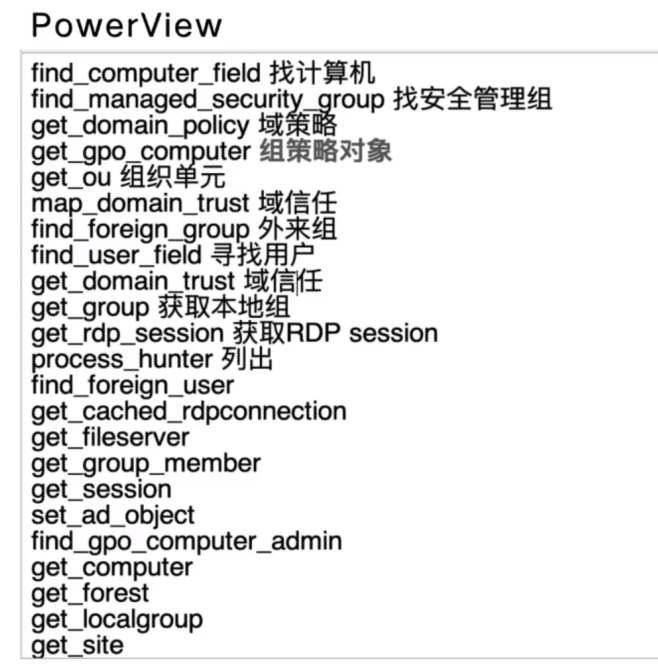 PowerView
find_computer_field 找计算机
find_managed_security_group 找安全管理组
get_domain_policy 域策略
get_gpo_computer 组策略对象
get_ou 组织单元
map_domain_trust 域信任
find_foreign_group 外来组
find_user_field 寻找用户
get_domain_trust 域信任
get_group 获取本地组
get_rdp_session 获取RDP session
process_hunter 列出
find_foreign_user
get_cached_rdpconnection
get_fileserver
get_group_member
get_session
set_ad_object
find_gpo_computer_admin
get_computer
get_forest
get_localgroup
get_site